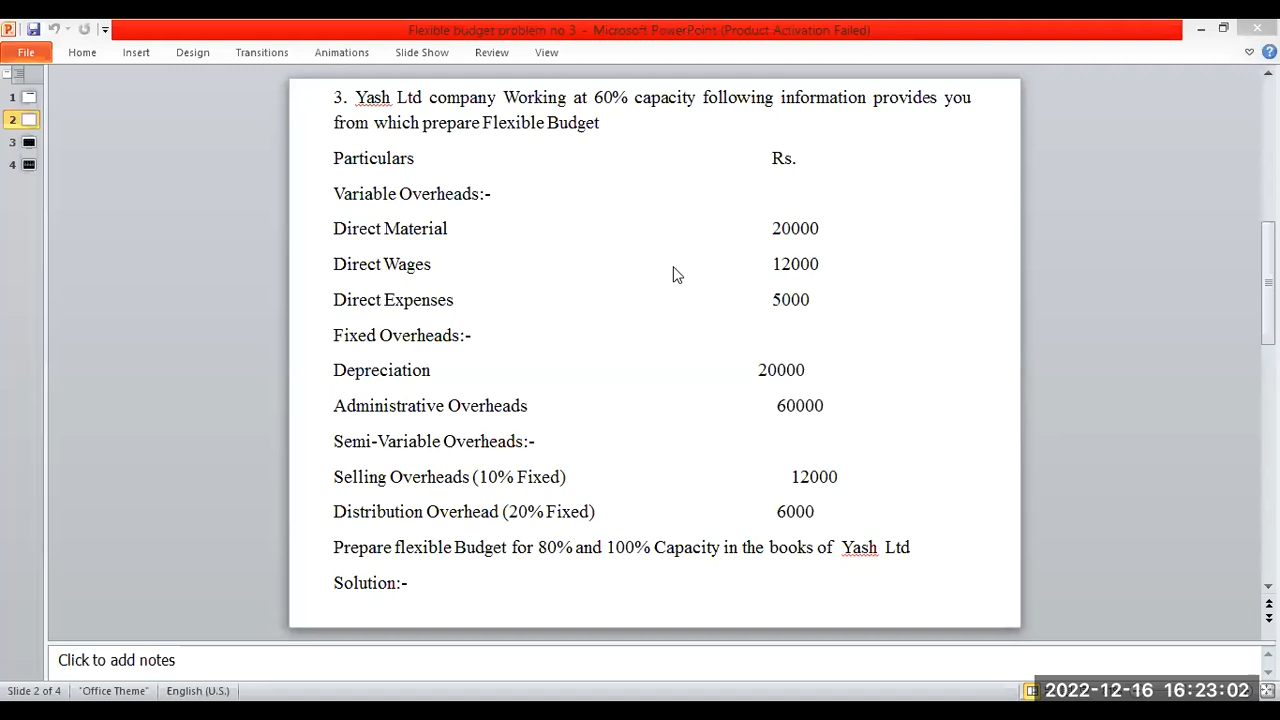 Flexible budget problem no 3 - Microsoft PowerPoint (Product Activation Failed)
File Home Insert Design Transitions Animations Slide Show Review View
1
2
3
4
3. Yash Ltd company Working at 60% capacity following information provides you
from which prepare Flexible Budget
Particulars Rs.
Variable Overheads:-
Direct Material 20000
Direct Wages 12000
Direct Expenses 5000
Fixed Overheads:-
Depreciation 20000
Administrative Overheads 60000
Semi-Variable Overheads:-
Selling Overheads (10% Fixed) 12000
Distribution Overhead (20% Fixed) 6000
Prepare flexible Budget for 80% and 100% Capacity in the books of Yash Ltd
Solution:-
Click to add notes
Slide 2 of 4 "Office Theme" English (U.S.) 2022-12-16 16:23:02